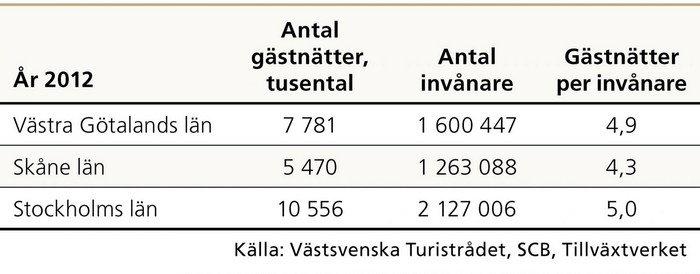 År 2012 Antal gästnätter, tusental Antal invånare Gästnätter per invånare
Västra Götalands län 7 781 1 600 447 4,9
Skåne län 5 470 1 263 088 4,3
Stockholms län 10 556 2 127 006 5,0
Källa: Västsvenska Turistrådet, SCB, Tillväxtverket